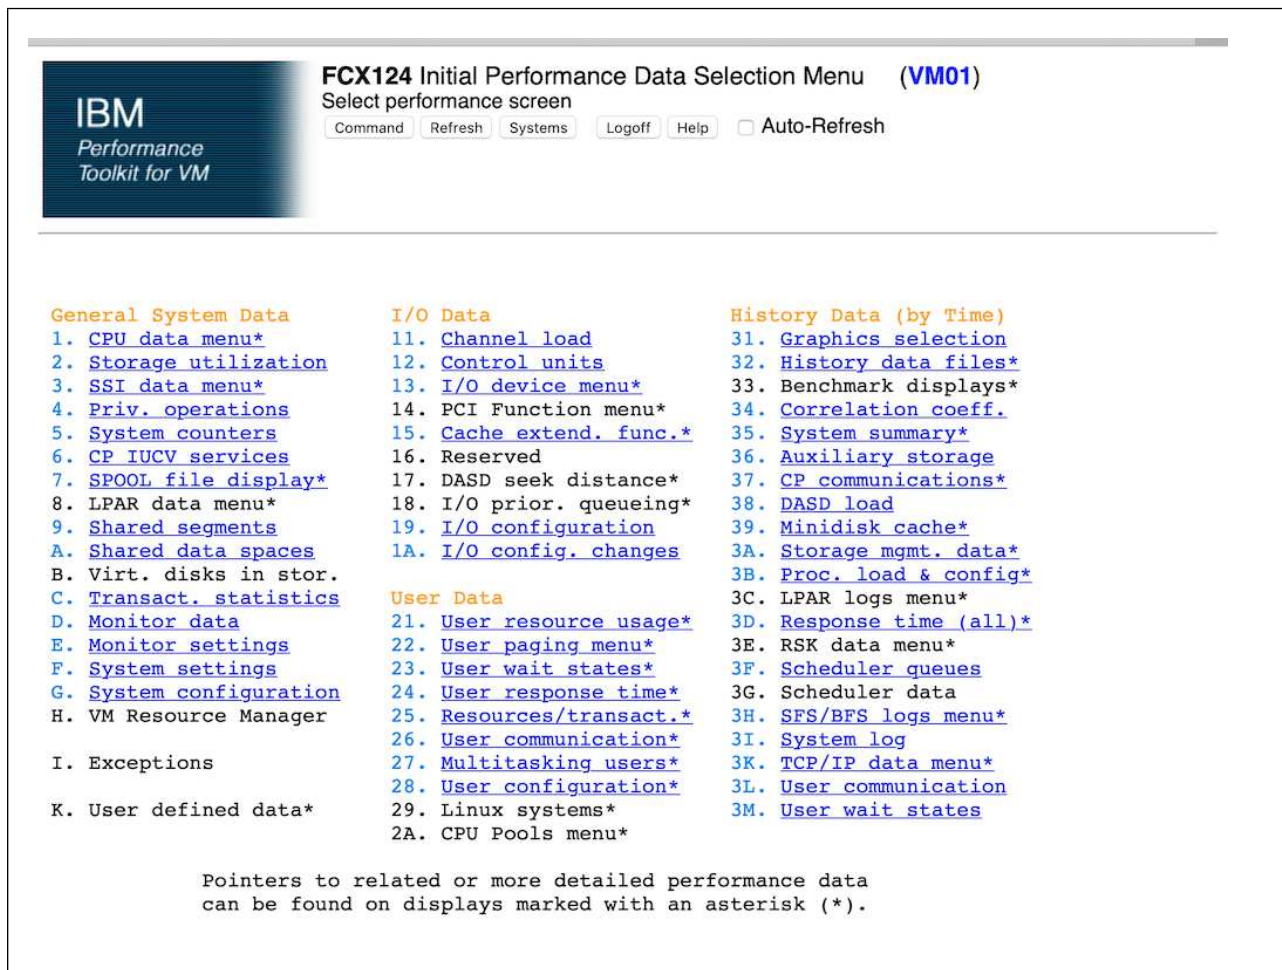 IBM
Performance
Toolkit for VM
FCX124 Initial Performance Data Selection Menu (VM01)
Select performance screen
Command Refresh Systems Logoff Help Auto-Refresh
General System Data
1. CPU data menu*
2. Storage utilization
3. SSI data menu*
4. Priv. operations
5. System counters
6. CP IUCV services
7. SPOOL file display*
8. LPAR data menu*
9. Shared segments
A. Shared data spaces
B. Virt. disks in stor.
C. Transact. statistics
D. Monitor data
E. Monitor settings
F. System settings
G. System configuration
H. VM Resource Manager
I. Exceptions
K. User defined data*
I/O Data
11. Channel load
12. Control units
13. I/O device menu*
14. PCI Function menu*
15. Cache extend. func.*
16. Reserved
17. DASD seek distance*
18. I/O prior. queueing*
19. I/O configuration
1A. I/O config. changes
User Data
21. User resource usage*
22. User paging menu*
23. User wait states*
24. User response time*
25. Resources/transact.*
26. User communication*
27. Multitasking users*
28. User configuration*
29. Linux systems*
2A. CPU Pools menu*
History Data (by Time)
31. Graphics selection
32. History data files*
33. Benchmark displays*
34. Correlation coeff.
35. System summary*
36. Auxiliary storage
37. CP communications*
38. DASD load
39. Minidisk cache*
3A. Storage mgmt. data*
3B. Proc. load & config*
3C. LPAR logs menu*
3D. Response time (all)*
3E. RSK data menu*
3F. Scheduler queues
3G. Scheduler data
3H. SFS/BFS logs menu*
3I. System log
3K. TCP/IP data menu*
3L. User communication
3M. User wait states
Pointers to related or more detailed performance data
can be found on displays marked with an asterisk (*).